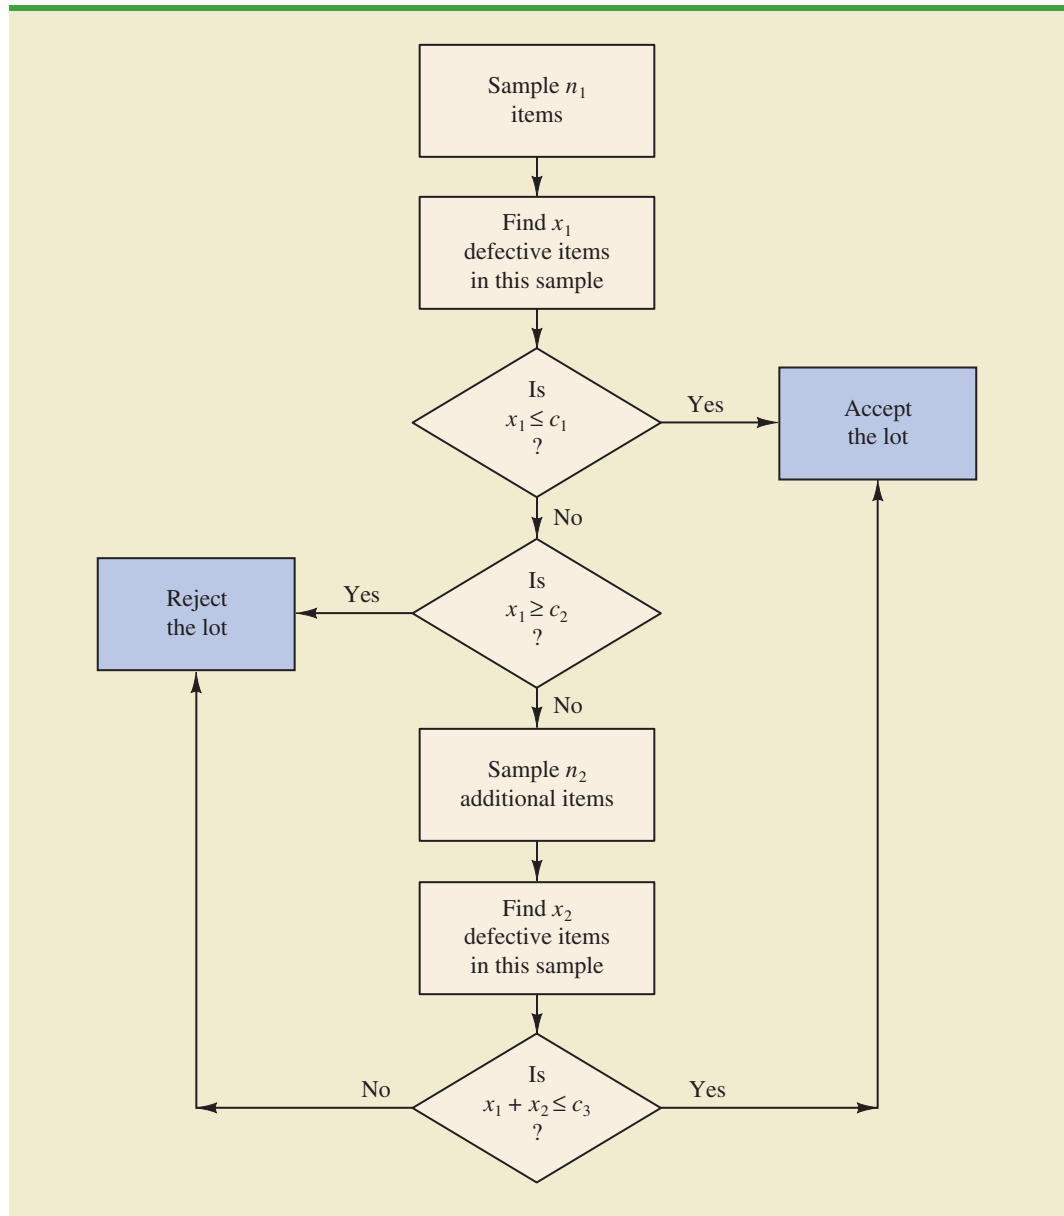 Sample n₁
items
Find x₁
defective items
in this sample
Is
x₁ ≤ c₁
?
Yes
Accept
the lot
No
Is
x₁ ≥ c₂
?
Yes
Reject
the lot
No
Sample n₂
additional items
Find x₂
defective items
in this sample
Is
x₁ + x₂ ≤ c₃
?
No
Yes